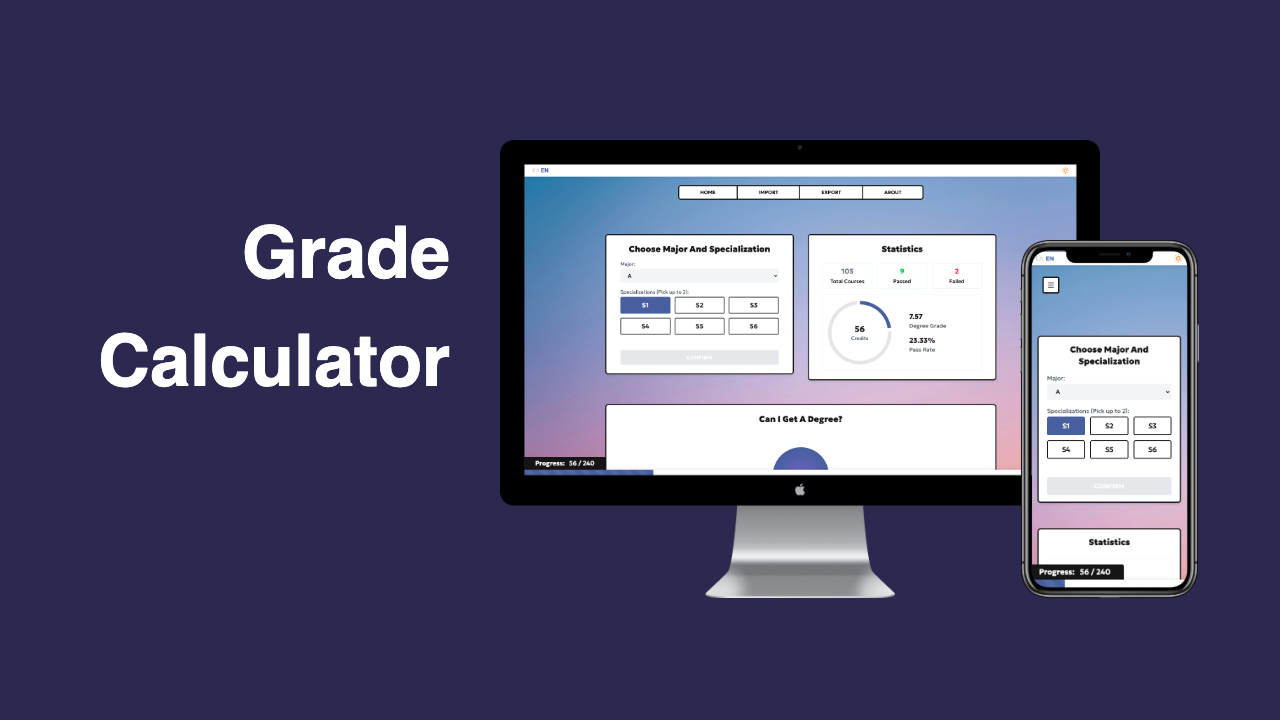 Grade
Calculator
ΕΛ EN
HOME IMPORT EXPORT ABOUT
Choose Major And Specialization
Major:
A
Specializations (Pick up to 2):
S1 S2 S3
S4 S5 S6
CONFIRM
Statistics
105 9 2
Total Courses Passed Failed
56
Credits
7.57
Degree Grade
23.33%
Pass Rate
Can I Get A Degree?
Progress: 56 / 240
ΕΛ EN
Choose Major And
Specialization
Major:
A
Specializations (Pick up to 2):
S1 S2 S3
S4 S5 S6
CONFIRM
Statistics
Progress: 56 / 240